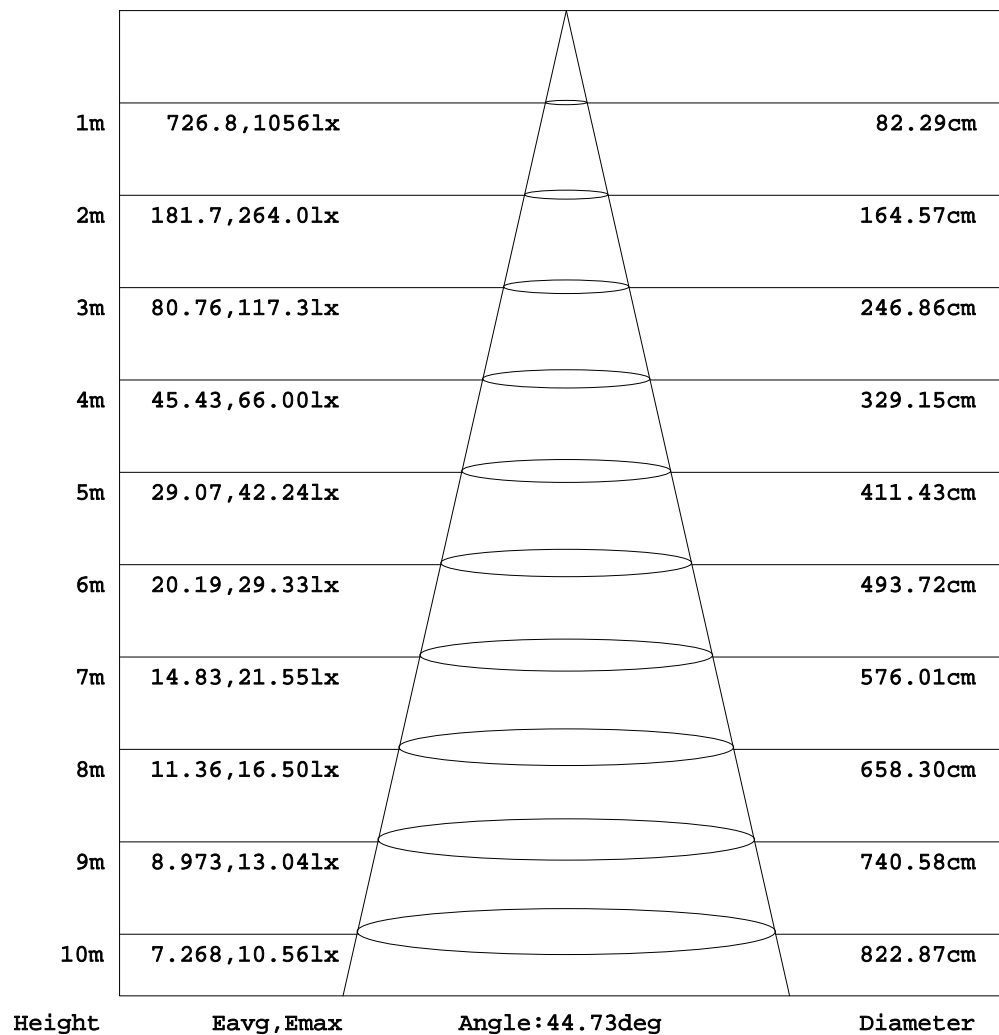 1m 726.8,1056lx 82.29cm
2m 181.7,264.0lx 164.57cm
3m 80.76,117.3lx 246.86cm
4m 45.43,66.00lx 329.15cm
5m 29.07,42.24lx 411.43cm
6m 20.19,29.33lx 493.72cm
7m 14.83,21.55lx 576.01cm
8m 11.36,16.50lx 658.30cm
9m 8.973,13.04lx 740.58cm
10m 7.268,10.56lx 822.87cm
Height Eavg,Emax Angle:44.73deg Diameter